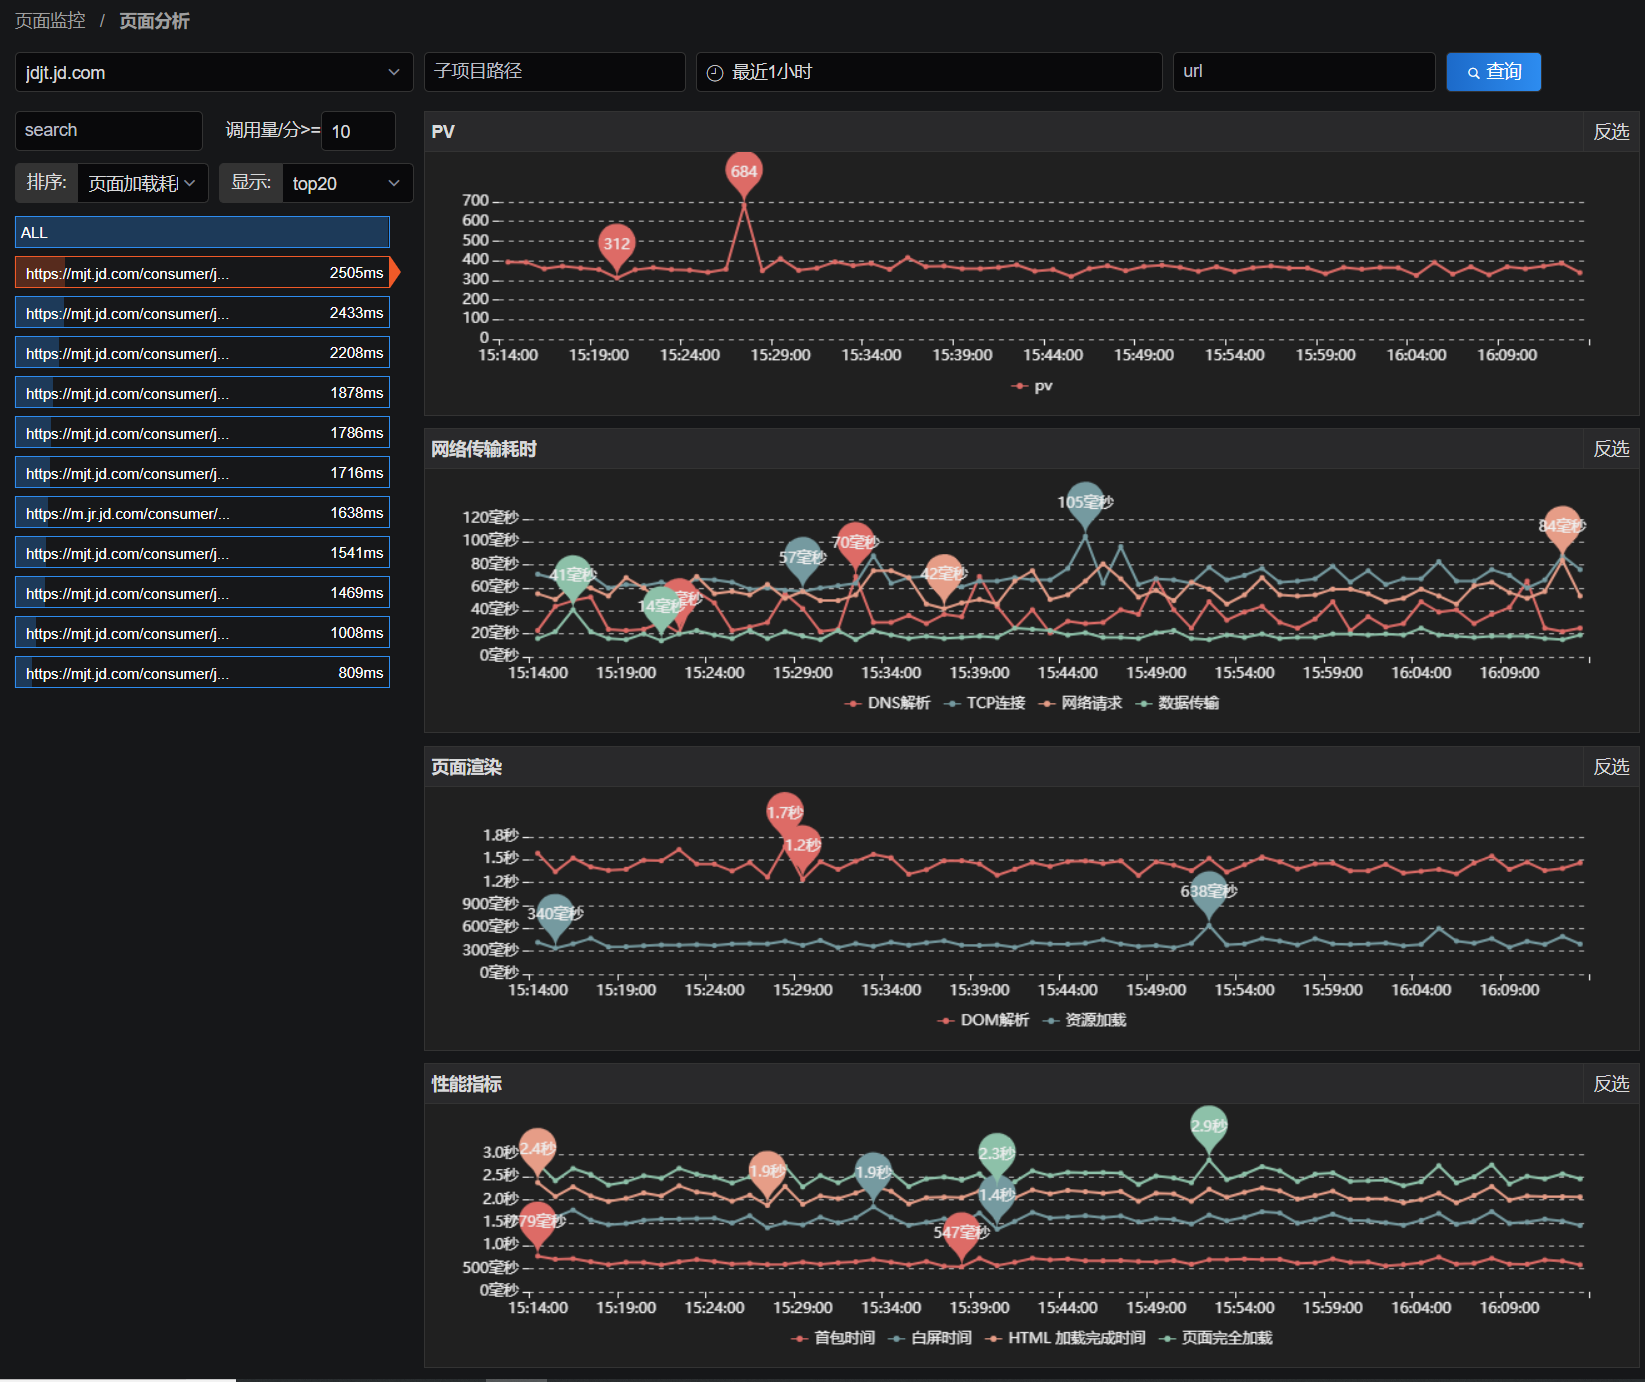 页面监控 / 页面分析
jdjt.jd.com
子项目路径
最近1小时
url
查询
search
调用量/分>= 10
排序: 页面加载耗
显示: top20
ALL
https://mjt.jd.com/consumer/j... 2505ms
https://mjt.jd.com/consumer/j... 2433ms
https://mjt.jd.com/consumer/j... 2208ms
https://mjt.jd.com/consumer/j... 1878ms
https://mjt.jd.com/consumer/j... 1786ms
https://mjt.jd.com/consumer/j... 1716ms
https://m.jr.jd.com/consumer/... 1638ms
https://mjt.jd.com/consumer/j... 1541ms
https://mjt.jd.com/consumer/j... 1469ms
https://mjt.jd.com/consumer/j... 1008ms
https://mjt.jd.com/consumer/j... 809ms
PV 反选
684
312
700
600
500
400
300
200
100
0
15:14:00 15:19:00 15:24:00 15:29:00 15:34:00 15:39:00 15:44:00 15:49:00 15:54:00 15:59:00 16:04:00 16:09:00
pv
网络传输耗时 反选
105毫秒
84毫秒
70毫秒
57毫秒
41毫秒
42毫秒
14毫秒
毫秒
120毫秒
100毫秒
80毫秒
60毫秒
40毫秒
20毫秒
0毫秒
15:14:00 15:19:00 15:24:00 15:29:00 15:34:00 15:39:00 15:44:00 15:49:00 15:54:00 15:59:00 16:04:00 16:09:00
DNS解析 TCP连接 网络请求 数据传输
页面渲染 反选
1.7秒
1.2秒
638毫秒
340毫秒
1.8秒
1.5秒
1.2秒
900毫秒
600毫秒
300毫秒
0毫秒
15:14:00 15:19:00 15:24:00 15:29:00 15:34:00 15:39:00 15:44:00 15:49:00 15:54:00 15:59:00 16:04:00 16:09:00
DOM解析 资源加载
性能指标 反选
2.9秒
2.4秒
2.3秒
1.9秒
1.9秒
1.4秒
779毫秒
547毫秒
3.0秒
2.5秒
2.0秒
1.5秒
1.0秒
500毫秒
0毫秒
15:14:00 15:19:00 15:24:00 15:29:00 15:34:00 15:39:00 15:44:00 15:49:00 15:54:00 15:59:00 16:04:00 16:09:00
首包时间 白屏时间 HTML 加载完成时间 页面完全加载